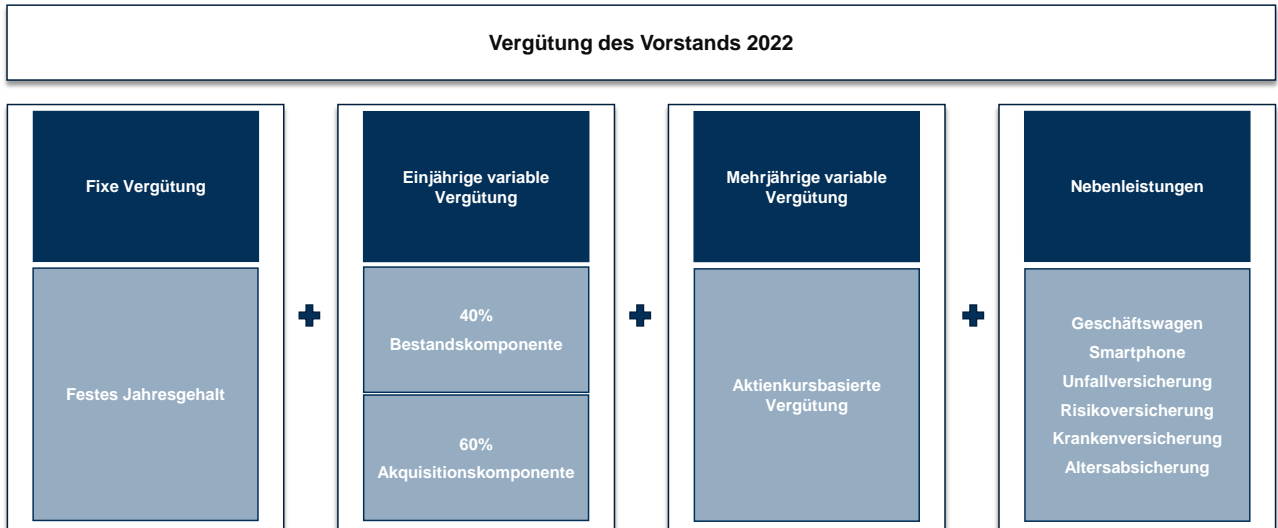 Vergütung des Vorstands 2022
Fixe Vergütung
Festes Jahresgehalt
Einjährige variable
Vergütung
40%
Bestandskomponente
60%
Akquisitionskomponente
Mehrjährige variable
Vergütung
Aktienkursbasierte
Vergütung
Nebenleistungen
Geschäftswagen
Smartphone
Unfallversicherung
Risikoversicherung
Krankenversicherung
Altersabsicherung